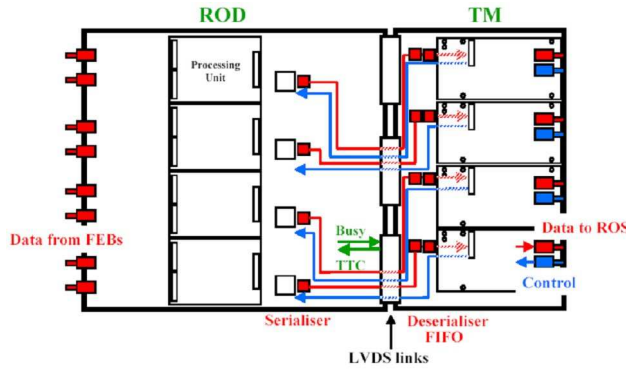 ROD
TM
Processing
Unit
Busy
TTC
Data from FEBs
Data to ROS
Control
Serialiser
Deserialiser
FIFO
LVDS links